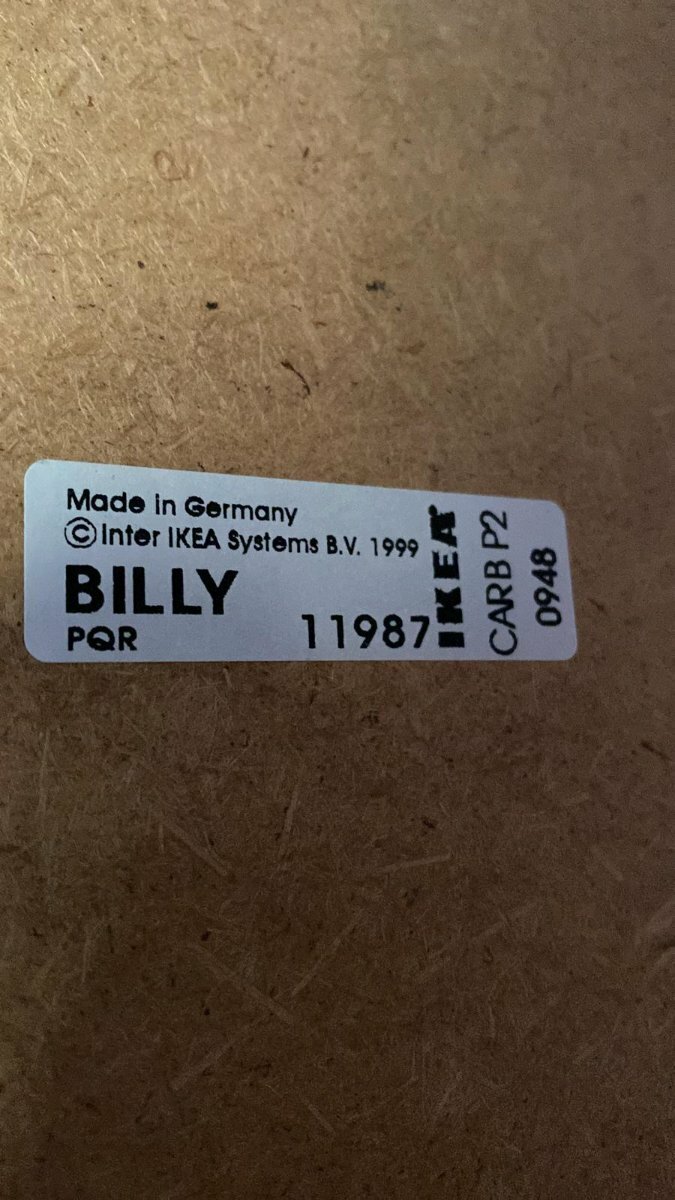 Made in Germany
©Inter IKEA Systems B.V. 1999
BILLY
PQR
11987
IKEA®
CARB P2
0948